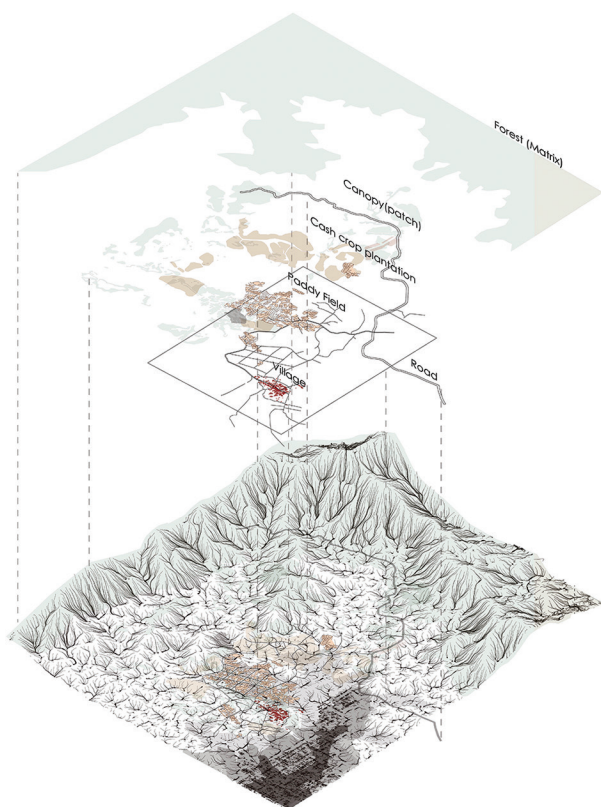 Forest (Matrix)
Canopy(patch)
Cash crop plantation
Paddy Field
Road
Village